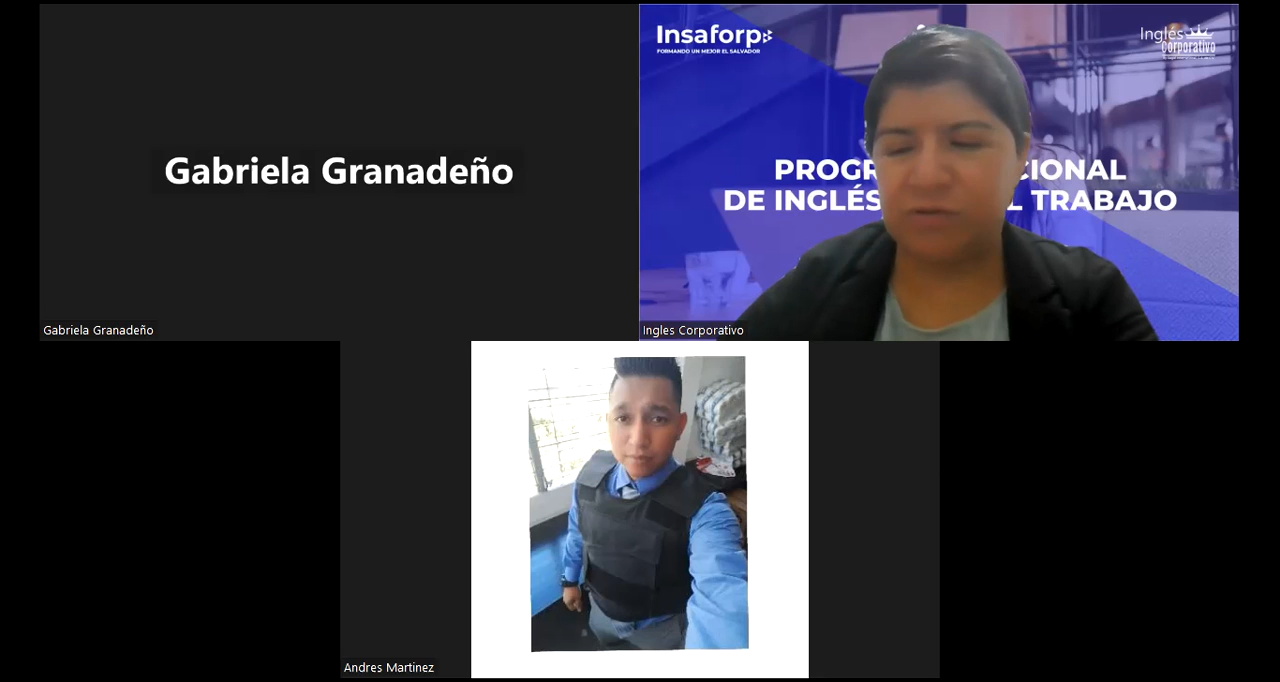 Gabriela Granadeño
Gabriela Granadeño
Insaforp
FORMANDO UN MEJOR EL SALVADOR
Inglés
Corporativo
PROGR CIONAL
DE INGLÉS L TRABAJO
Ingles Corporativo
Andres Martinez